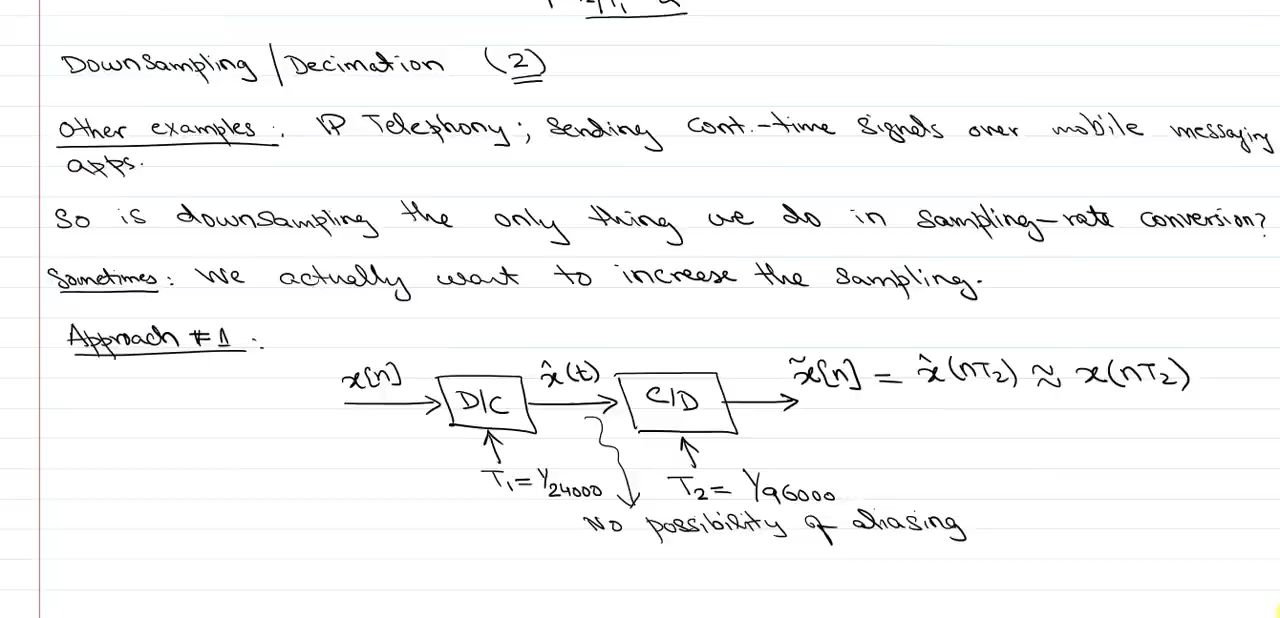 Downsampling / Decimation (2)
Other examples: IP Telephony; Sending Cont.-time signals over mobile messaging
apps.
So is downsampling the only thing we do in sampling-rate conversion?
Sometimes: We actually want to increase the sampling.
Approach #1:
x[n] D/C x̂(t) C/D x̃[n] = x̂(nT₂) ≈ x(nT₂)
T₁ = 1/24000 T₂ = 1/96000
No possibility of aliasing